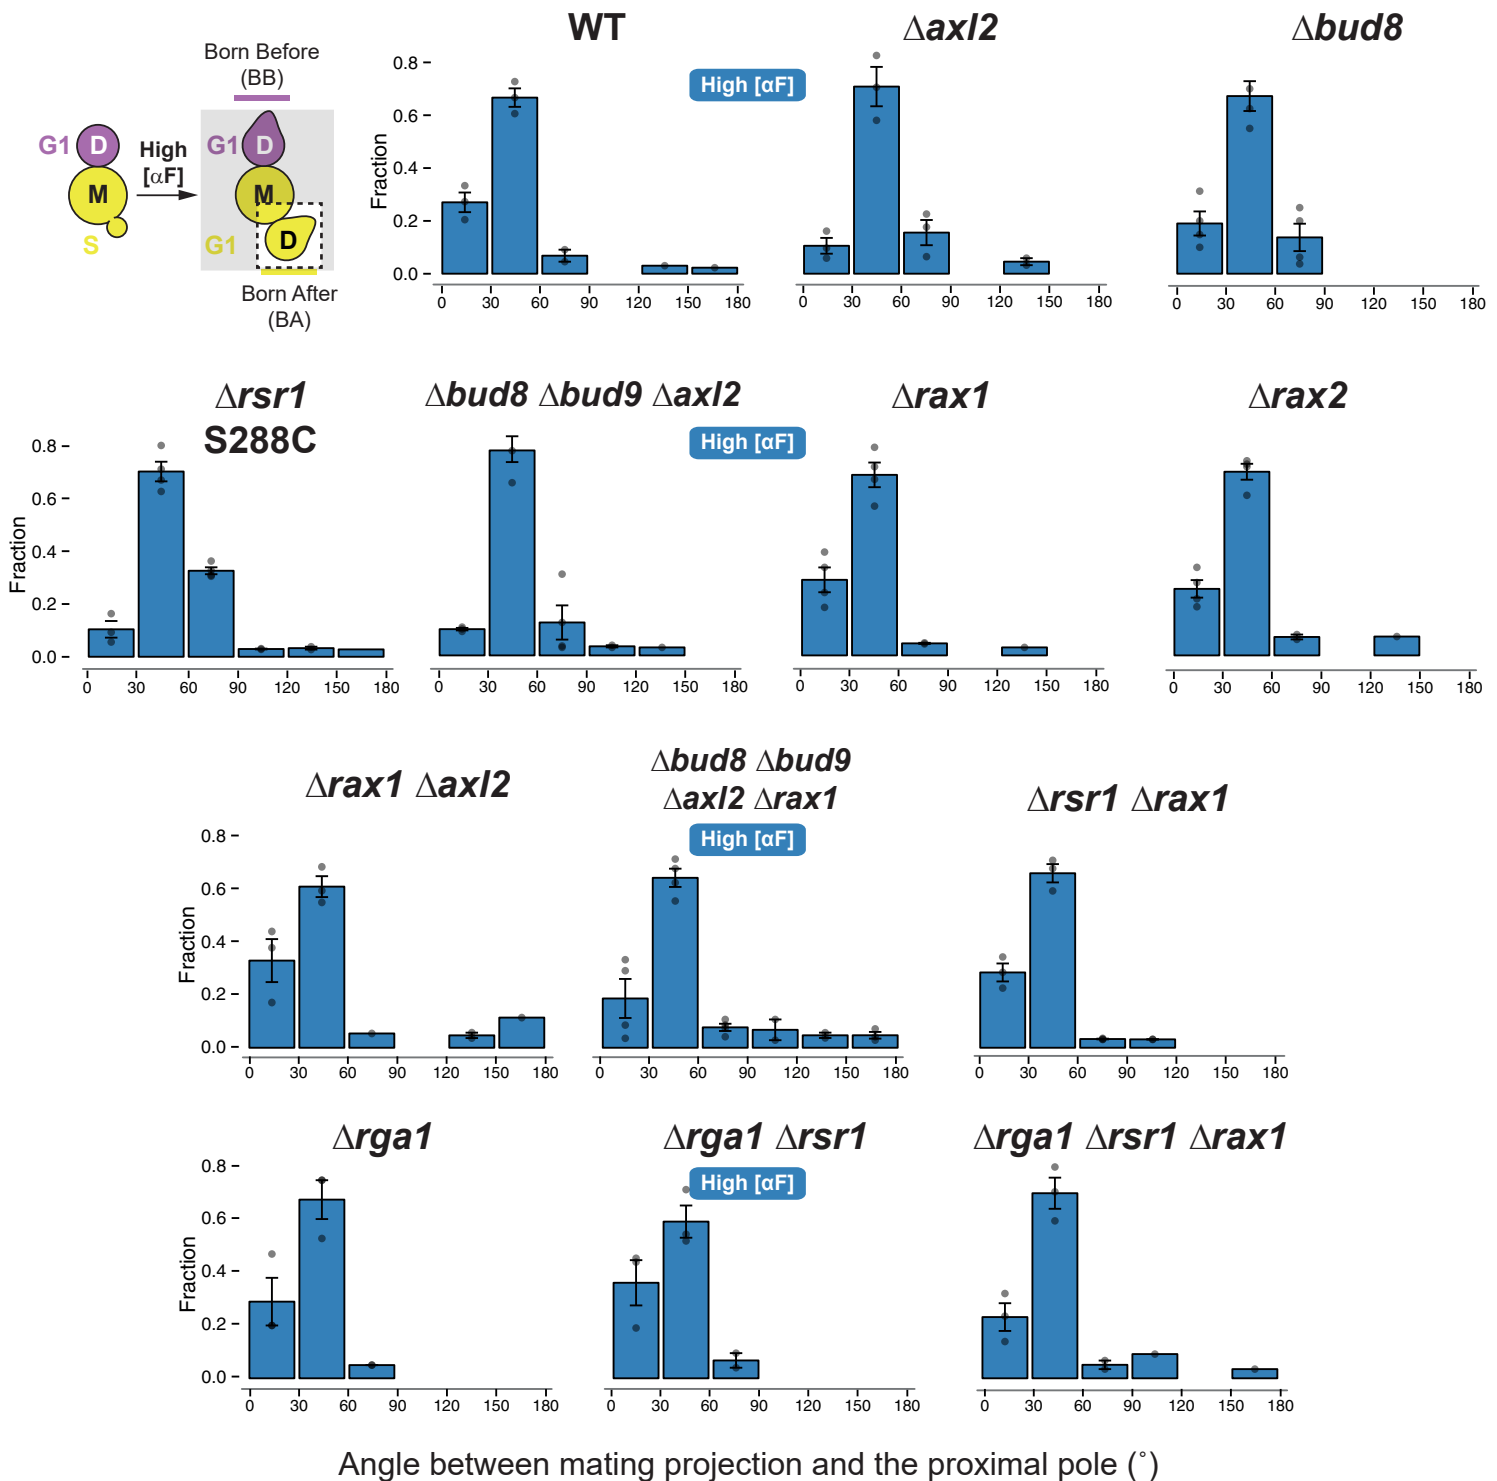 WT
Δaxl2
Δbud8
Born Before
(BB)
High [αF]
G1 D
M
S
High
[αF]
G1 D
M
G1 D
Born After
(BA)
Fraction
0.8
0.6
0.4
0.2
0.0
0 30 60 90 120 150 180
0 30 60 90 120 150 180
0 30 60 90 120 150 180
Δrsr1
S288C
Δbud8 Δbud9 Δaxl2
Δrax1
Δrax2
High [αF]
Fraction
0.8
0.6
0.4
0.2
0.0
0 30 60 90 120 150 180
0 30 60 90 120 150 180
0 30 60 90 120 150 180
0 30 60 90 120 150 180
Δrax1 Δaxl2
Δbud8 Δbud9
Δaxl2 Δrax1
Δrsr1 Δrax1
High [αF]
Fraction
0.8
0.6
0.4
0.2
0.0
0 30 60 90 120 150 180
0 30 60 90 120 150 180
0 30 60 90 120 150 180
Δrga1
Δrga1 Δrsr1
Δrga1 Δrsr1 Δrax1
High [αF]
Fraction
0.8
0.6
0.4
0.2
0.0
0 30 60 90 120 150 180
0 30 60 90 120 150 180
0 30 60 90 120 150 180
Angle between mating projection and the proximal pole (˚)